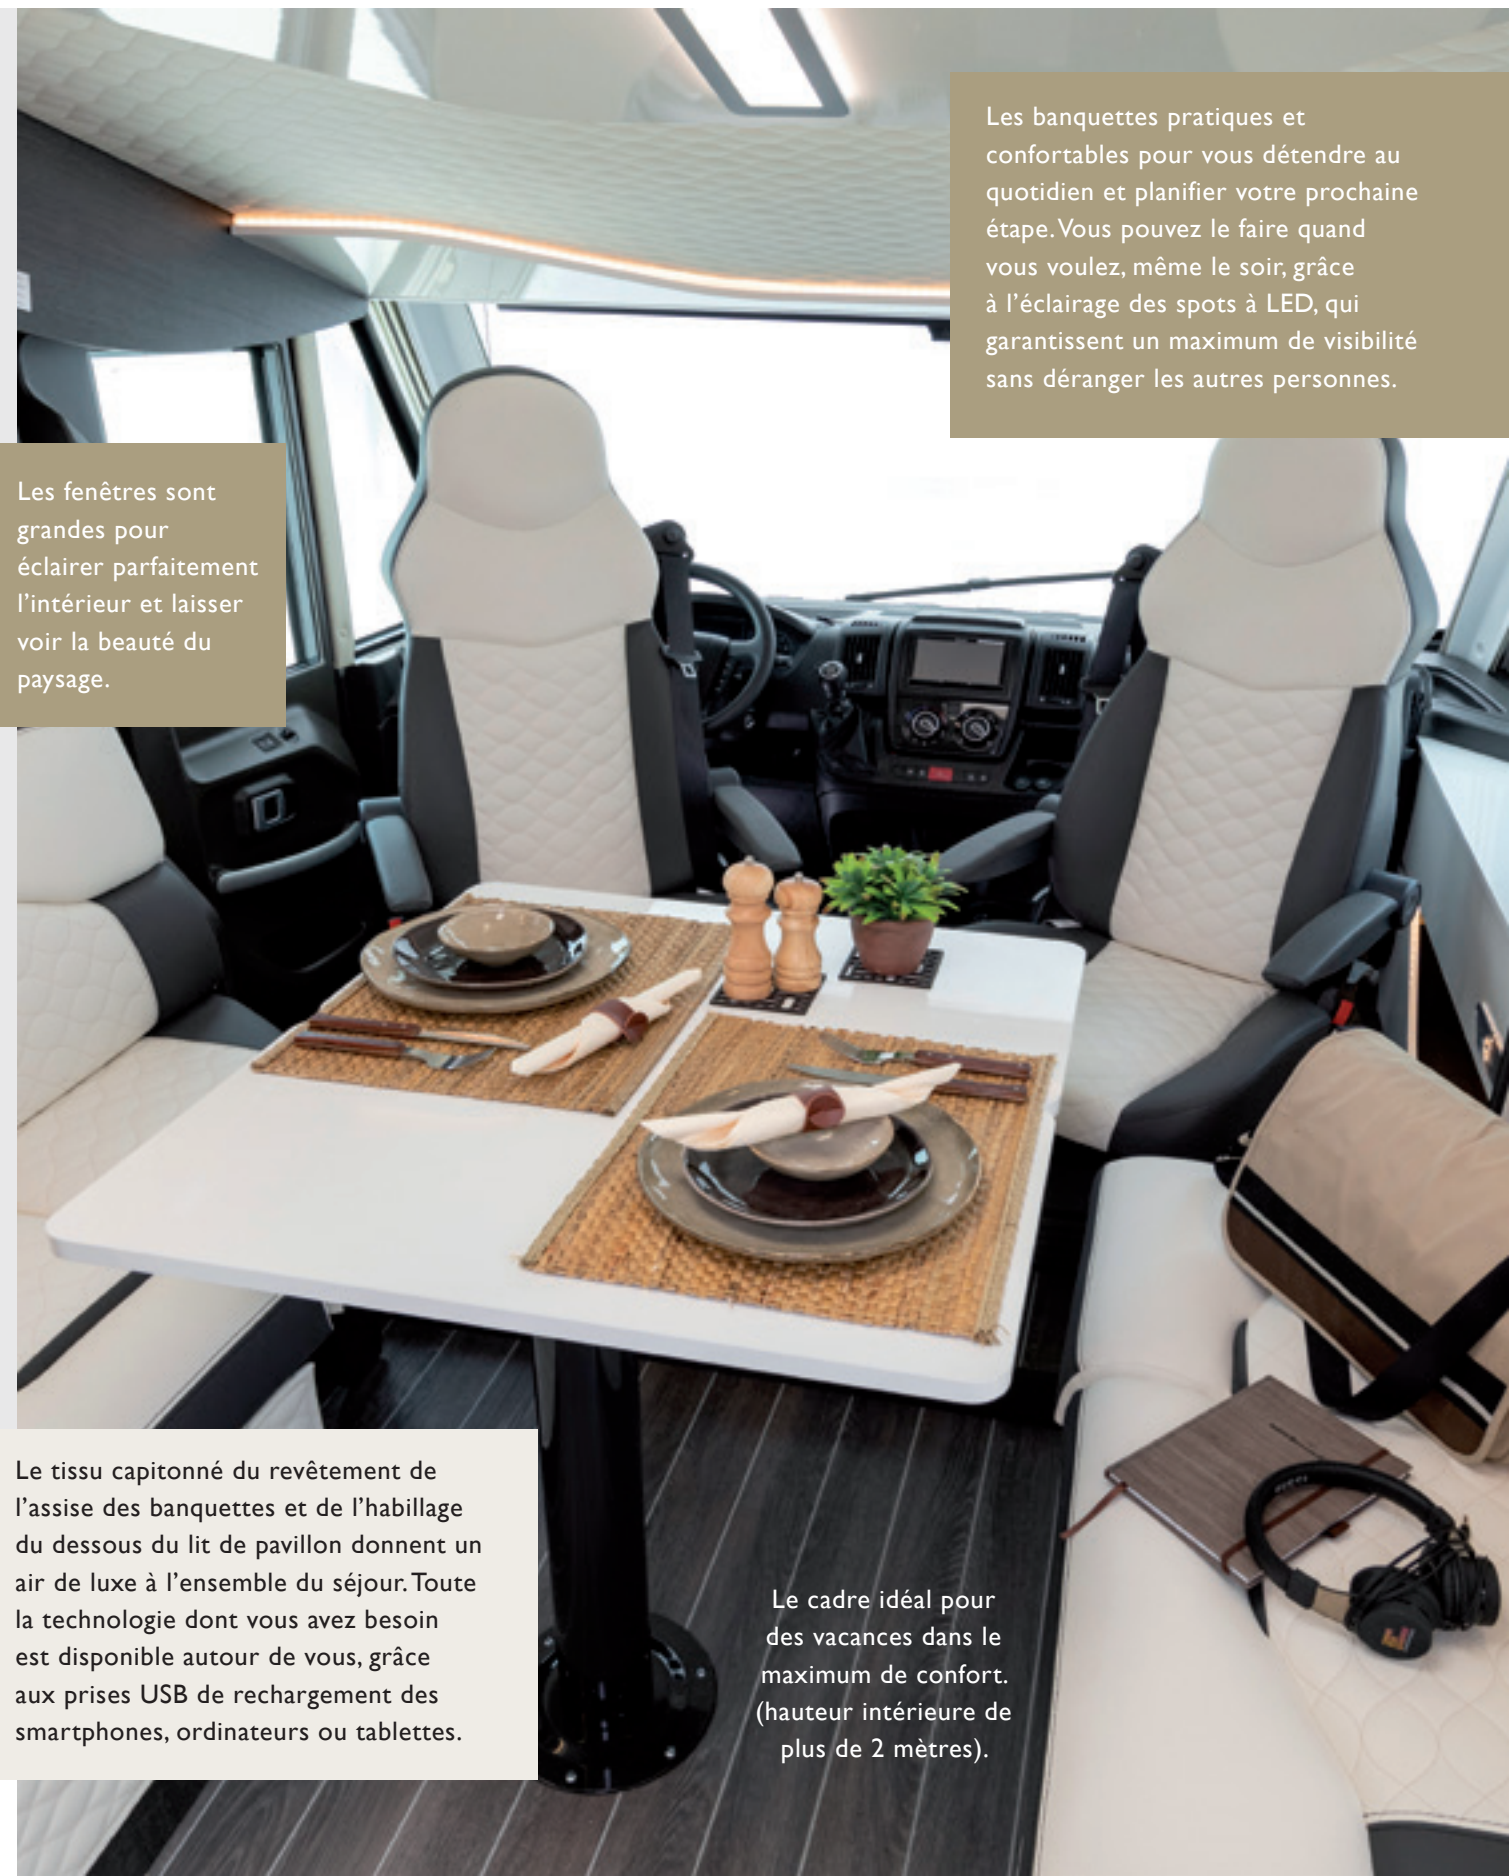 Les banquettes pratiques et
confortables pour vous détendre au
quotidien et planifier votre prochaine
étape. Vous pouvez le faire quand
vous voulez, même le soir, grâce
à l'éclairage des spots à LED, qui
garantissent un maximum de visibilité
sans déranger les autres personnes.
Les fenêtres sont
grandes pour
éclairer parfaitement
l'intérieur et laisser
voir la beauté du
paysage.
Le tissu capitonné du revêtement de
l'assise des banquettes et de l'habillage
du dessous du lit de pavillon donnent un
air de luxe à l'ensemble du séjour. Toute
la technologie dont vous avez besoin
est disponible autour de vous, grâce
aux prises USB de rechargement des
smartphones, ordinateurs ou tablettes.
Le cadre idéal pour
des vacances dans le
maximum de confort.
(hauteur intérieure de
plus de 2 mètres).